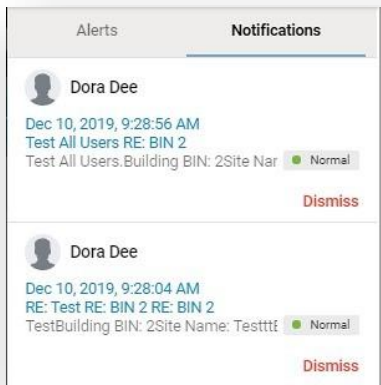 Alerts Notifications
Dora Dee
Dec 10, 2019, 9:28:56 AM
Test All Users RE: BIN 2
Test All Users.Building BIN: 2Site Nar Normal
Dismiss
Dora Dee
Dec 10, 2019, 9:28:04 AM
RE: Test RE: BIN 2 RE: BIN 2
TestBuilding BIN: 2Site Name: TestttE Normal
Dismiss